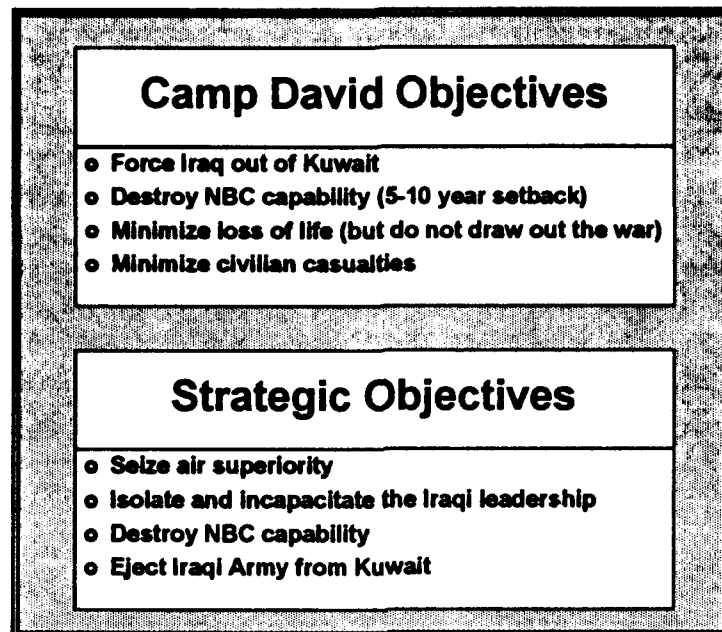 Camp David Objectives
o Force Iraq out of Kuwait
o Destroy NBC capability (5-10 year setback)
o Minimize loss of life (but do not draw out the war)
o Minimize civilian casualties
Strategic Objectives
o Seize air superiority
o Isolate and incapacitate the Iraqi leadership
o Destroy NBC capability
o Eject Iraqi Army from Kuwait